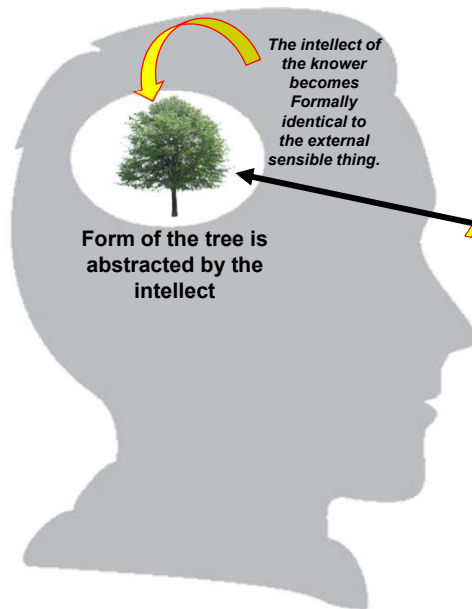 The intellect of
the knower
becomes
Formally
identical to
the external
sensible thing.
Form of the tree is
abstracted by the
intellect